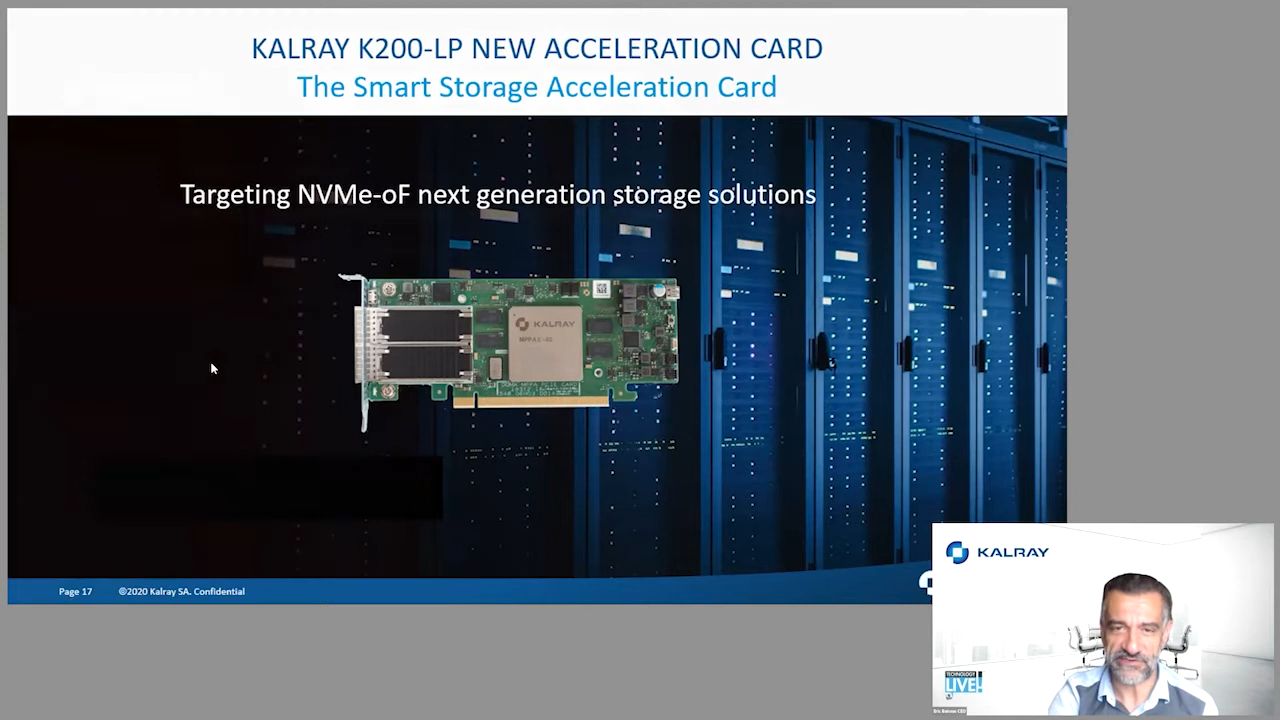 KALRAY K200-LP NEW ACCELERATION CARD
The Smart Storage Acceleration Card
Targeting NVMe-oF next generation storage solutions
KALRAY
Page 17
©2020 Kalray SA. Confidential
KALRAY
TECHNOLOGY
LIVE!